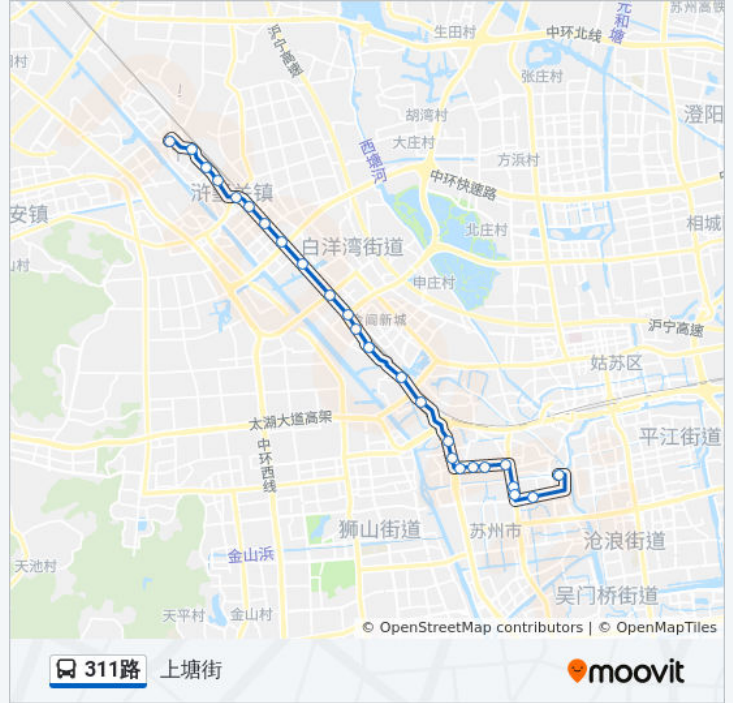 元和塘
苏州高铁
沪宁高速
生田村
中环北线
村
张庄村
胡湾村
澄阳
大庄村
西塘河
方浜村
中环快速路
浒墅关镇
安镇
北庄村
相城
白洋湾街道
山村
申庄村
金阊新城
沪宁高速
姑苏区
太湖大道高架
平江街道
中环西线
狮山街道
苏州市
沧浪街道
金山浜
天池村
吴门桥街道
天平村
金山村
© OpenStreetMap contributors | © OpenMapTiles
311路 上塘街
moovit